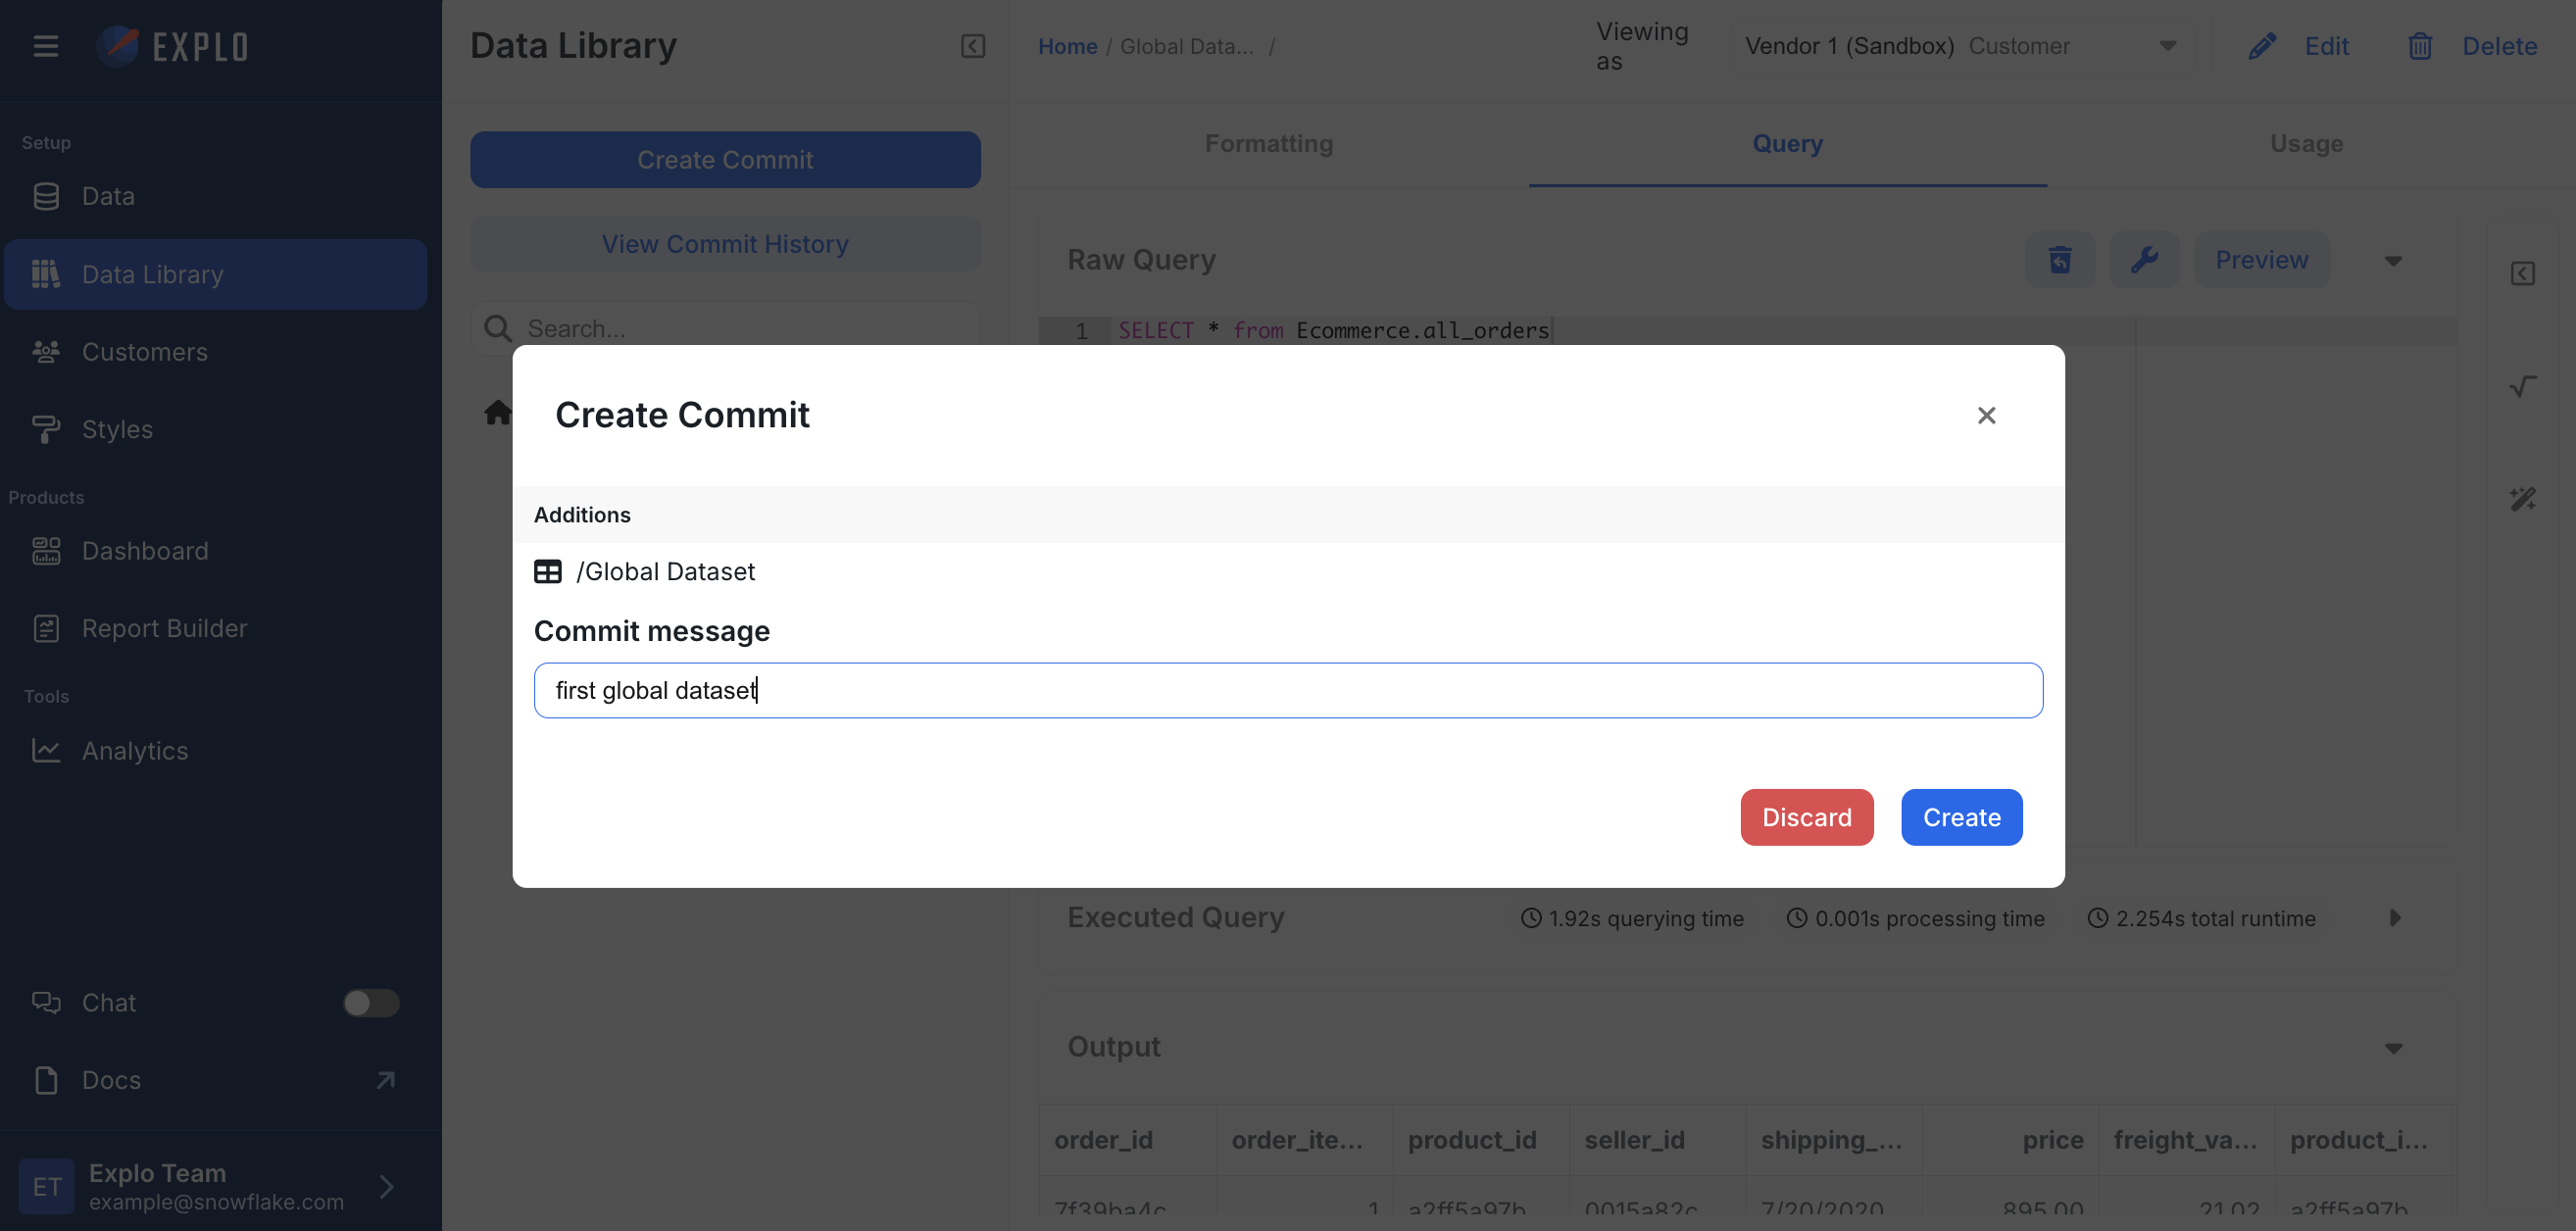 EXPLO
Setup
Data
Data Library
Customers
Styles
Products
Dashboard
Report Builder
Tools
Analytics
Chat
Docs
ET
Explo Team
example@snowflake.com
Data Library
Create Commit
View Commit History
Search...
Home / Global Data... /
Viewing as
Vendor 1 (Sandbox) Customer
Edit
Delete
Formatting
Query
Usage
Raw Query
Preview
1 SELECT * from Ecommerce.all_orders
Create Commit
Additions
/Global Dataset
Commit message
first global dataset
Discard
Create
Executed Query
1.92s querying time
0.001s processing time
2.254s total runtime
Output
order_id order_ite... product_id seller_id shipping_... price freight_va... product_i...
7f39ba4c 1 a2ff5a97b 0015a82c 7/20/2020 895.00 21.02 a2ff5a97b